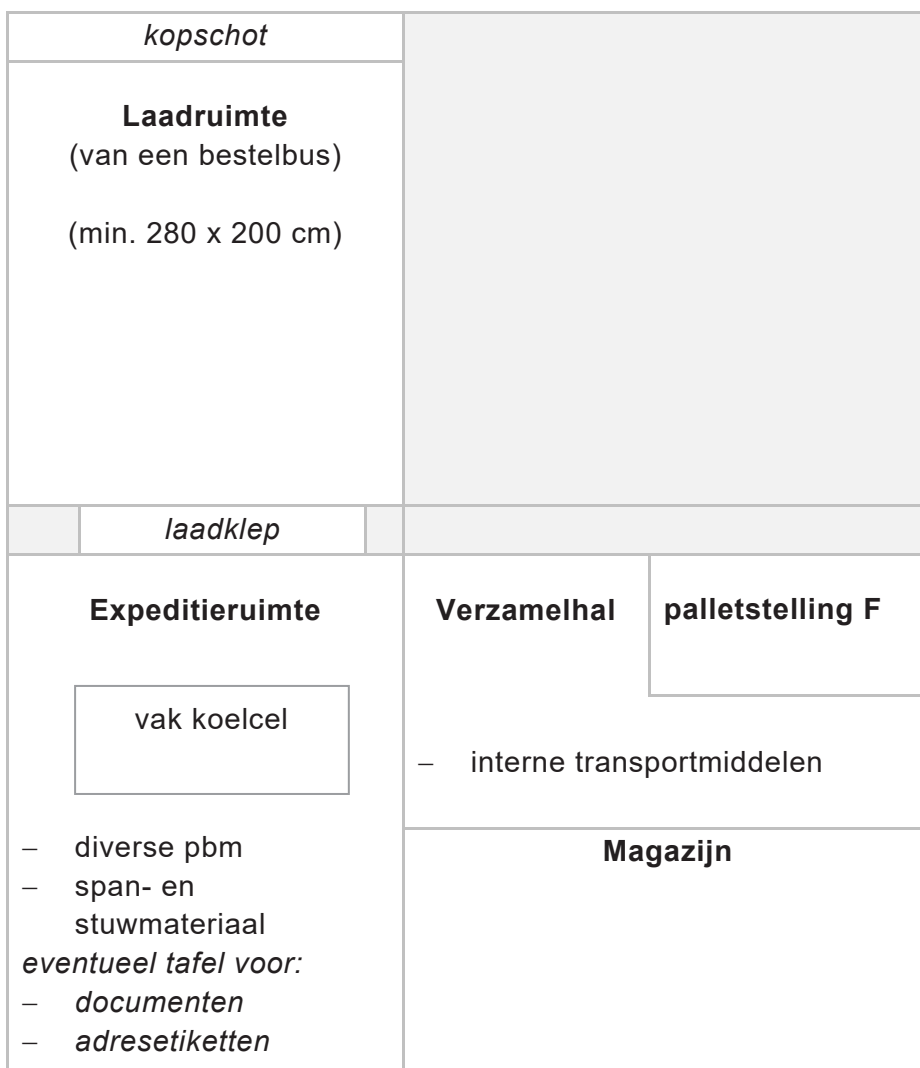 kopschot
Laadruimte
(van een bestelbus)
(min. 280 x 200 cm)
laadklep
Expeditieruimte
vak koelcel
– diverse pbm
– span- en
stuwmateriaal
eventueel tafel voor:
– documenten
– adresetiketten
Verzamelhal
palletstelling F
– interne transportmiddelen
Magazijn